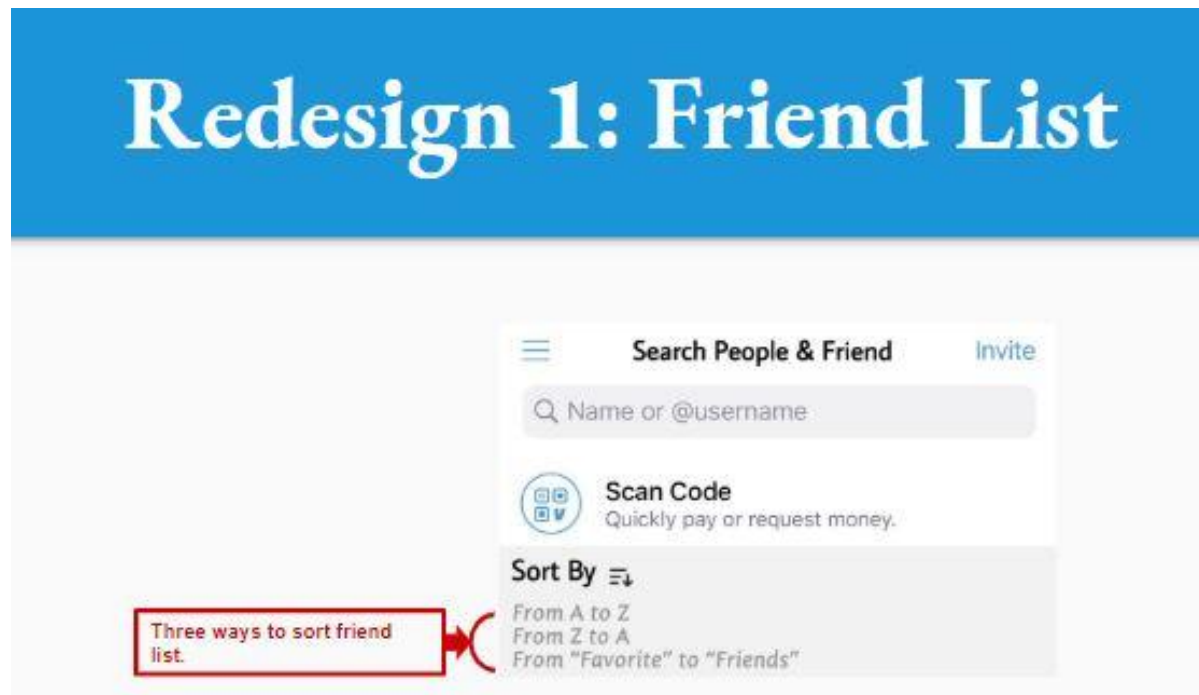 Redesign 1: Friend List
Search People & Friend Invite
Name or @username
Scan Code
Quickly pay or request money.
Sort By
From A to Z
From Z to A
From "Favorite" to "Friends"
Three ways to sort friend
list.